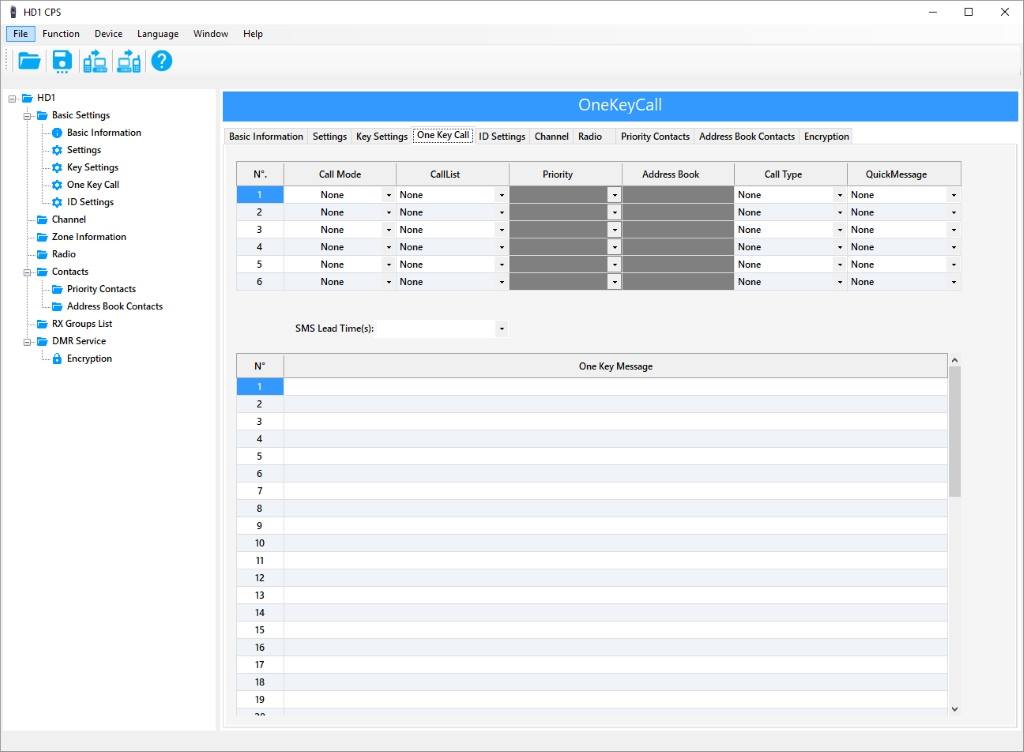 HD1 CPS
File Function Device Language Window Help
HD1
Basic Settings
Basic Information
Settings
Key Settings
One Key Call
ID Settings
Channel
Zone Information
Radio
Contacts
Priority Contacts
Address Book Contacts
RX Groups List
DMR Service
Encryption
OneKeyCall
Basic Information Settings Key Settings One Key Call ID Settings Channel Radio Priority Contacts Address Book Contacts Encryption
N°. Call Mode CallList Priority Address Book Call Type QuickMessage
1 None None None None
2 None None None None
3 None None None None
4 None None None None
5 None None None None
6 None None None None
SMS Lead Time(s):
N° One Key Message
1
2
3
4
5
6
7
8
9
10
11
12
13
14
15
16
17
18
19